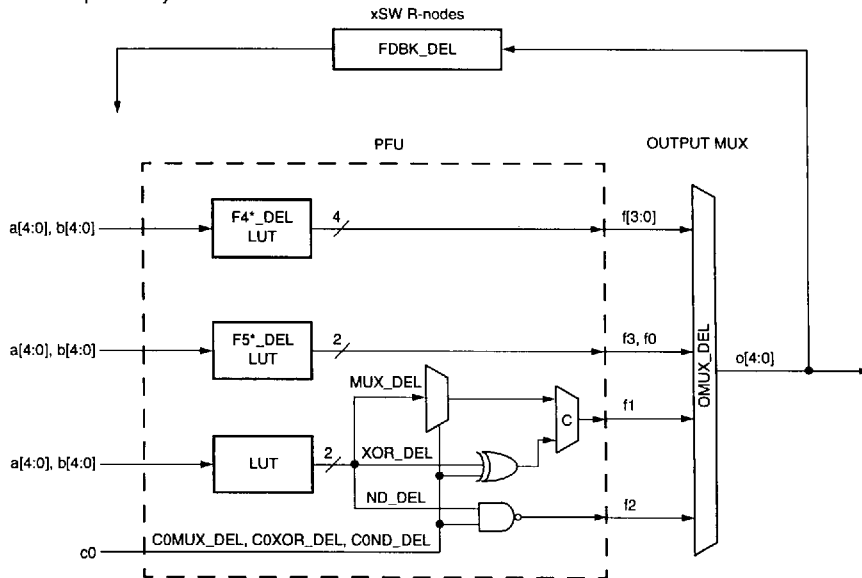 xSW R-nodes
FDBK_DEL
PFU
OUTPUT MUX
a[4:0], b[4:0]
F4*_DEL
LUT
4
f[3:0]
a[4:0], b[4:0]
F5*_DEL
LUT
2
f3, f0
OMUX_DEL
o[4:0]
MUX_DEL
C
f1
a[4:0], b[4:0]
LUT
2
XOR_DEL
ND_DEL
f2
c0
C0MUX_DEL, C0XOR_DEL, C0ND_DEL